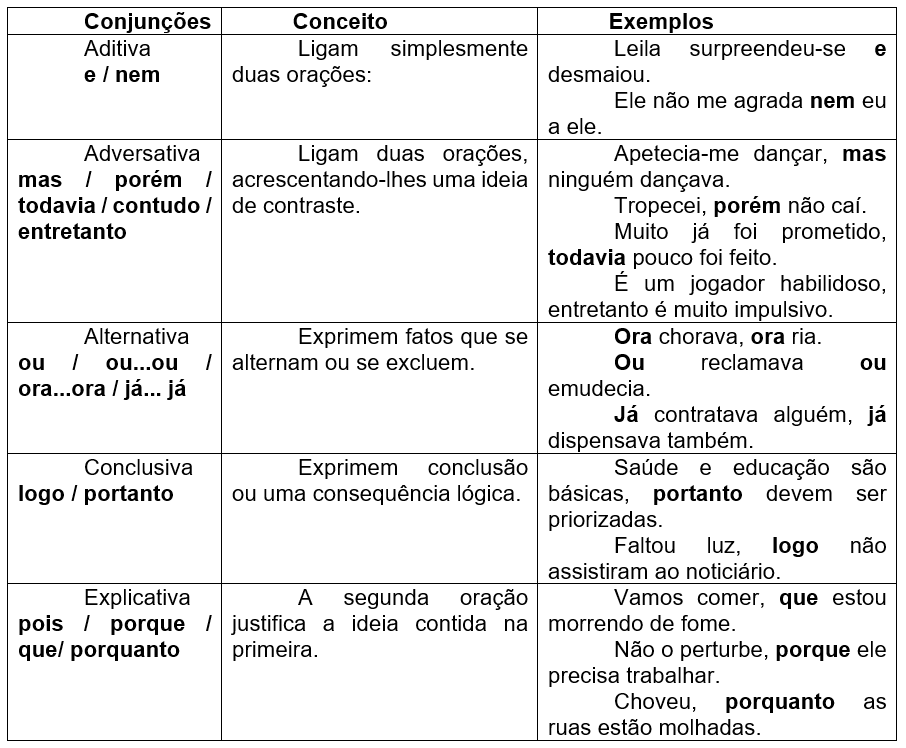 Conjunções Conceito Exemplos
Aditiva
e / nem
Ligam simplesmente
duas orações:
Leila surpreendeu-se e
desmaiou.
Ele não me agrada nem eu
a ele.
Adversativa
mas / porém /
todavia / contudo /
entretanto
Ligam duas orações,
acrescentando-lhes uma ideia
de contraste.
Apetecia-me dançar, mas
ninguém dançava.
Tropecei, porém não caí.
Muito já foi prometido,
todavia pouco foi feito.
É um jogador habilidoso,
entretanto é muito impulsivo.
Alternativa
ou / ou...ou /
ora...ora / já... já
Exprimem fatos que se
alternam ou se excluem.
Ora chorava, ora ria.
Ou reclamava ou
emudecia.
Já contratava alguém, já
dispensava também.
Conclusiva
logo / portanto
Exprimem conclusão
ou uma consequência lógica.
Saúde e educação são
básicas, portanto devem ser
priorizadas.
Faltou luz, logo não
assistiram ao noticiário.
Explicativa
pois / porque /
que/ porquanto
A segunda oração
justifica a ideia contida na
primeira.
Vamos comer, que estou
morrendo de fome.
Não o perturbe, porque ele
precisa trabalhar.
Choveu, porquanto as
ruas estão molhadas.